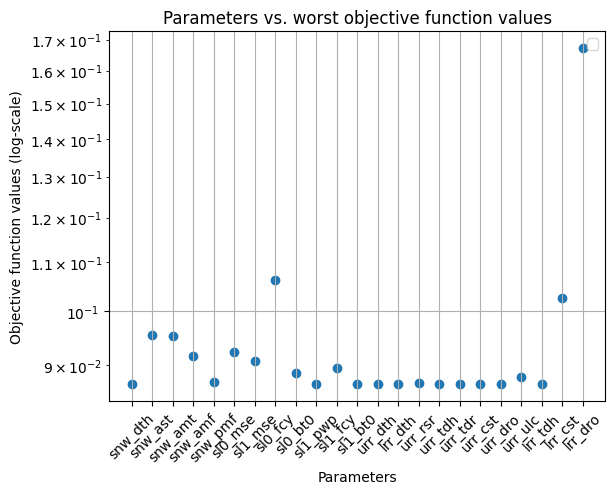 Parameters vs. worst objective function values
1.7 × 10⁻¹
1.6 × 10⁻¹
1.5 × 10⁻¹
1.4 × 10⁻¹
1.3 × 10⁻¹
1.2 × 10⁻¹
1.1 × 10⁻¹
10⁻¹
9 × 10⁻²
Objective function values (log-scale)
snw_dth
snw_ast
snw_amt
snw_amf
snw_pmf
sl0_mse
sl1_mse
sl0_fcy
sl0_bt0
sl1_pwp
sl1_fcy
sl1_bt0
urr_dth
lrr_dth
urr_rsr
urr_tdh
urr_tdr
urr_cst
urr_dro
urr_ulc
lrr_tdh
lrr_cst
lrr_dro
Parameters